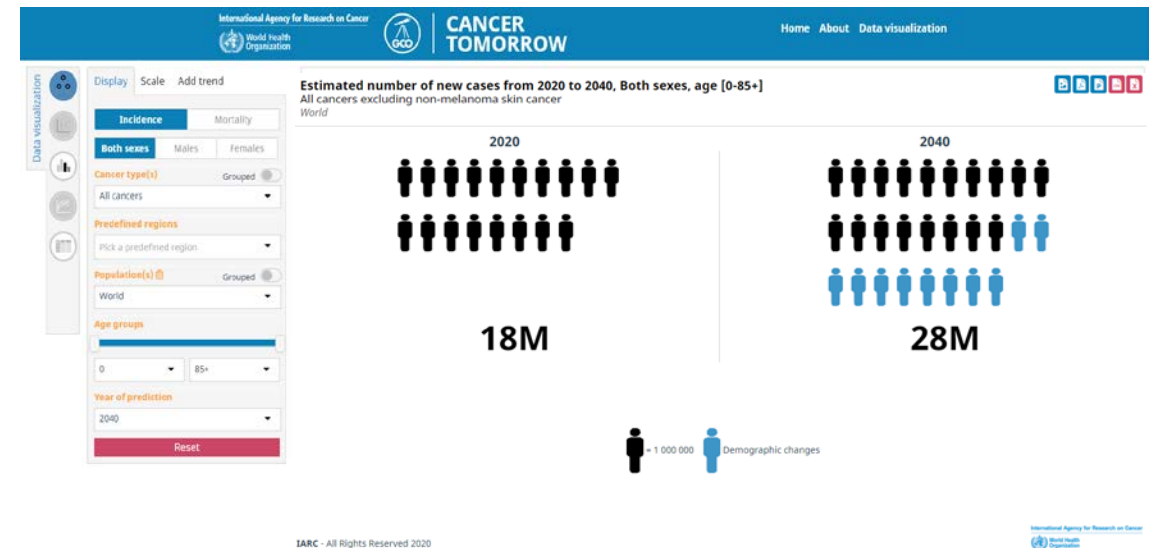 International Agency for Research on Cancer
World Health
Organization
GCO
CANCER
TOMORROW
Home About Data visualization
Data visualization
Display Scale Add trend
Incidence Mortality
Both sexes Males Females
Cancer type(s) Grouped
All cancers
Predefined regions
Pick a predefined region
Population(s) Grouped
World
Age groups
0 85+
Year of prediction
2040
Reset
Estimated number of new cases from 2020 to 2040, Both sexes, age [0-85+]
All cancers excluding non-melanoma skin cancer
World
2020 2040
18M 28M
= 1 000 000 Demographic changes
IARC - All Rights Reserved 2020
International Agency for Research on Cancer
World Health
Organization